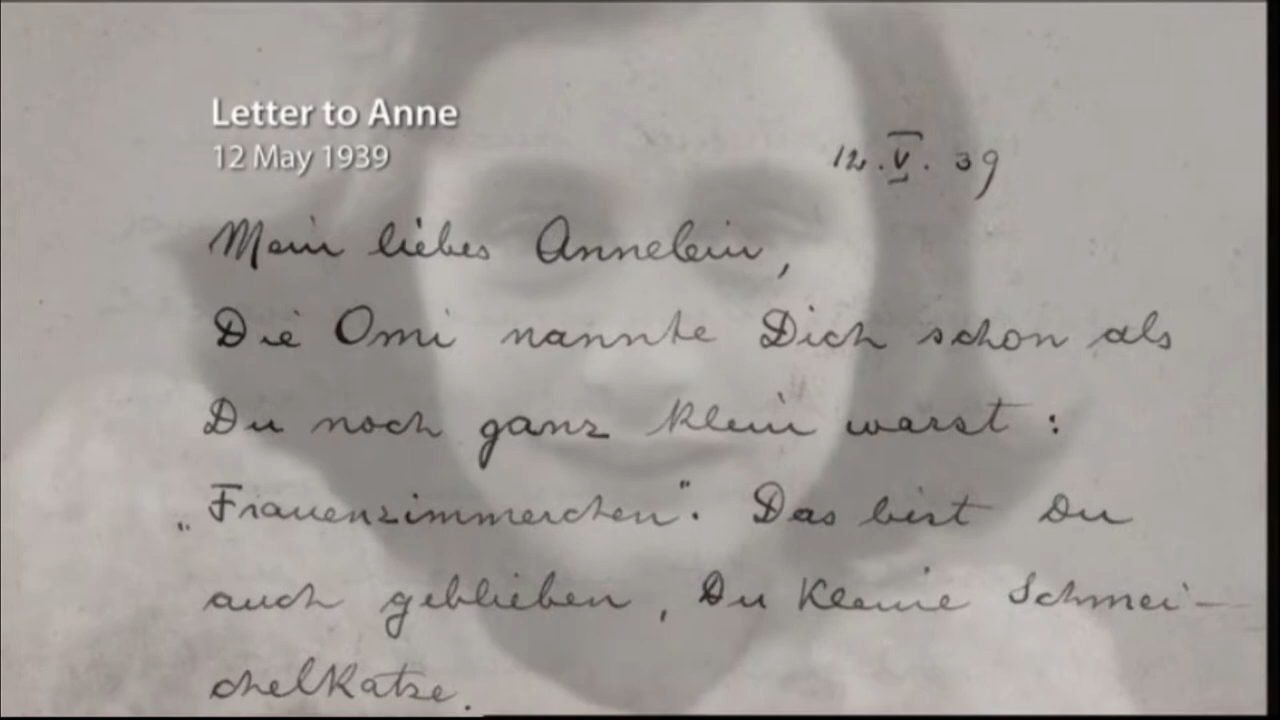 Letter to Anne
12 May 1939
12.V.39
Mein liebes Annelein,
Die Omi nannte Dich schon als
Du noch ganz klein warst:
„Frauenzimmerchen". Das bist Du
auch geblieben, Du kleine Schmei-
chelkatze.